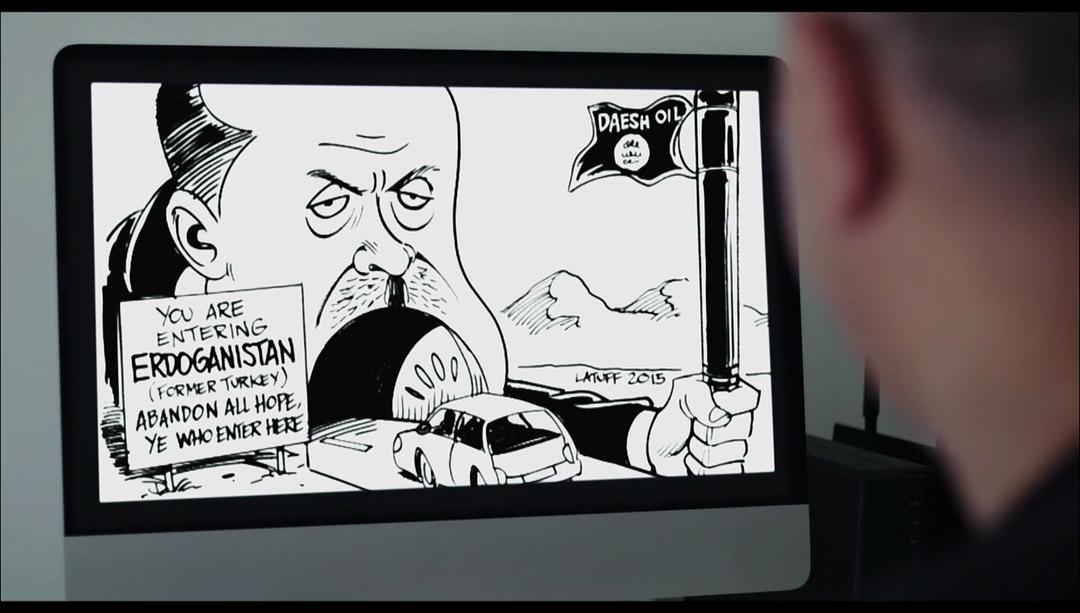 DAESH OIL
YOU ARE
ENTERING
ERDOGANISTAN
(FORMER TURKEY)
ABANDON ALL HOPE,
YE WHO ENTER HERE
LATUFF 2015